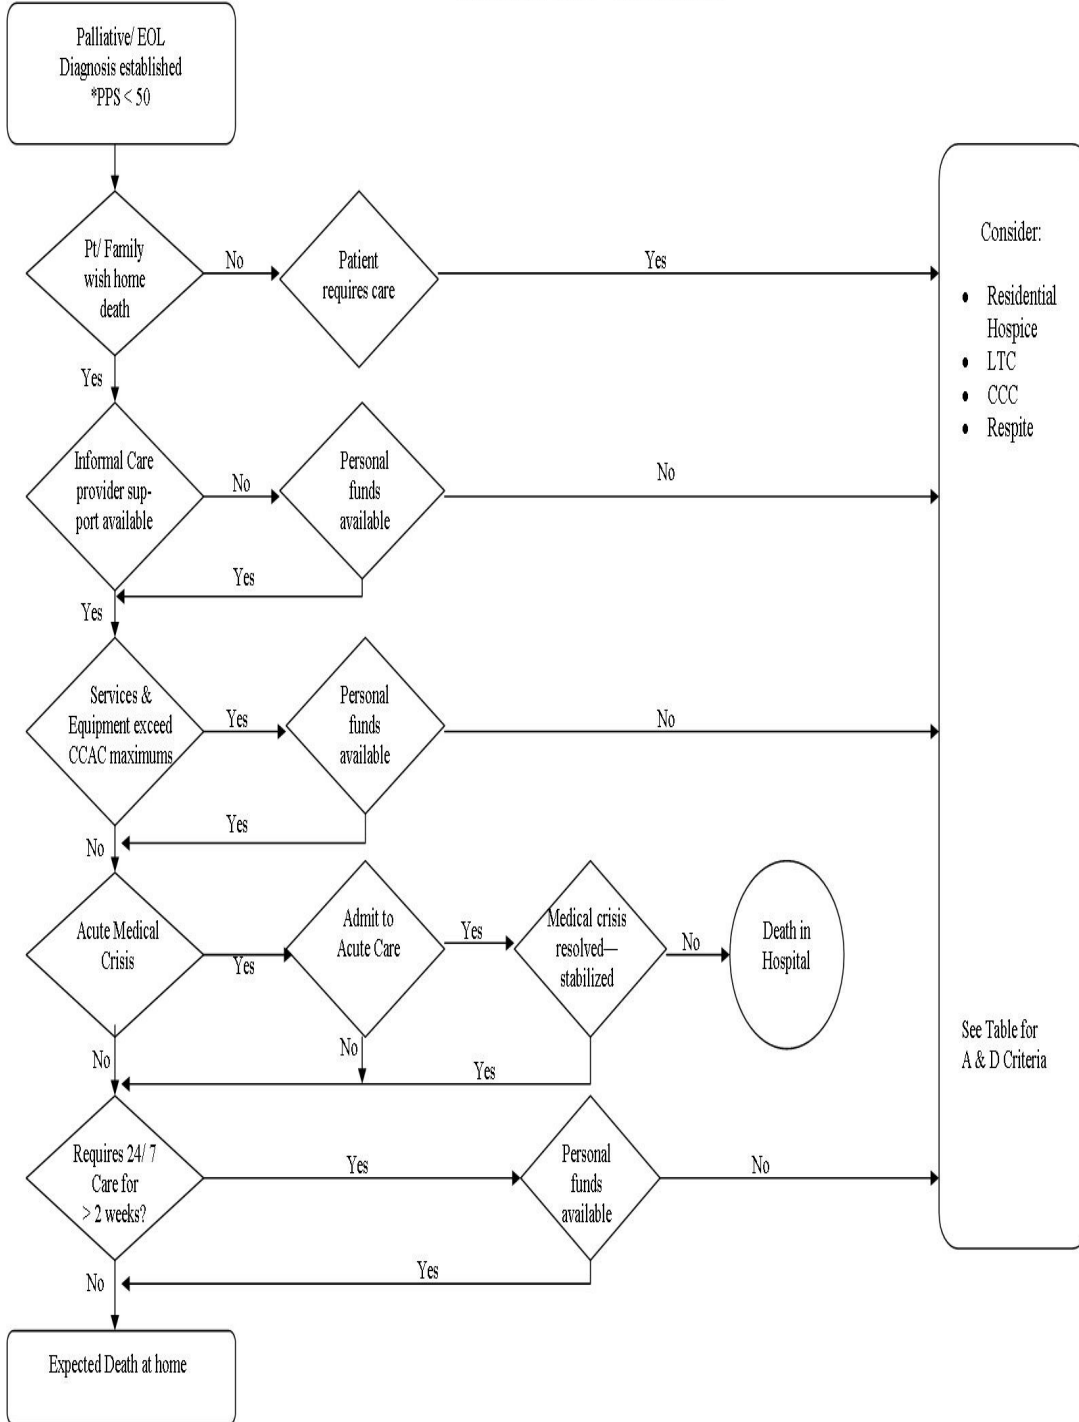 Palliative/ EOL
Diagnosis established
*PPS < 50
Pt/ Family
wish home
death
No
Patient
requires care
Yes
Consider:
• Residential
Hospice
• LTC
• CCC
• Respite
Yes
Informal Care
provider sup-
port available
No
Personal
funds
available
No
Yes
Yes
Services &
Equipment exceed
CCAC maximums
Yes
Personal
funds
available
No
Yes
No
Acute Medical
Crisis
Yes
Admit to
Acute Care
Yes
Medical crisis
resolved—
stabilized
No
Death in
Hospital
See Table for
A & D Criteria
No
No
Yes
Requires 24/ 7
Care for
> 2 weeks?
Yes
Personal
funds
available
No
Yes
No
Expected Death at home